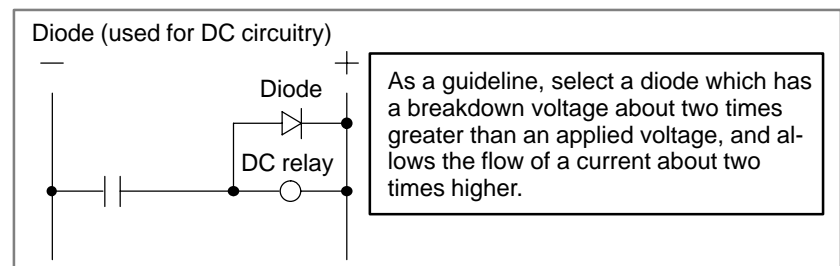 Diode (used for DC circuitry)
— +
Diode
DC relay
As a guideline, select a diode which has
a breakdown voltage about two times
greater than an applied voltage, and al-
lows the flow of a current about two
times higher.